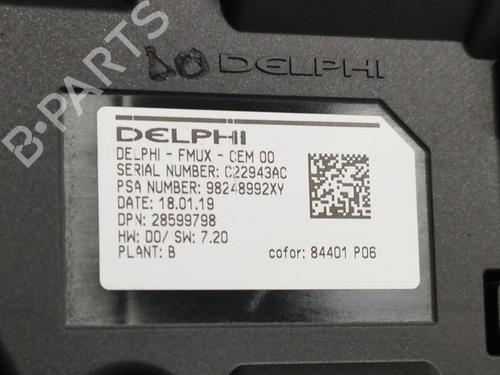 B-PARTS
DO DELPHI
DELPHI
DELPHI - FMUX - CEM 00
SERIAL NUMBER: C22943AC
PSA NUMBER: 98248992XY
DATE: 18.01.19
DPN: 28599798
HW: D0/ SW: 7.20
PLANT: B
cofor: 84401 P06